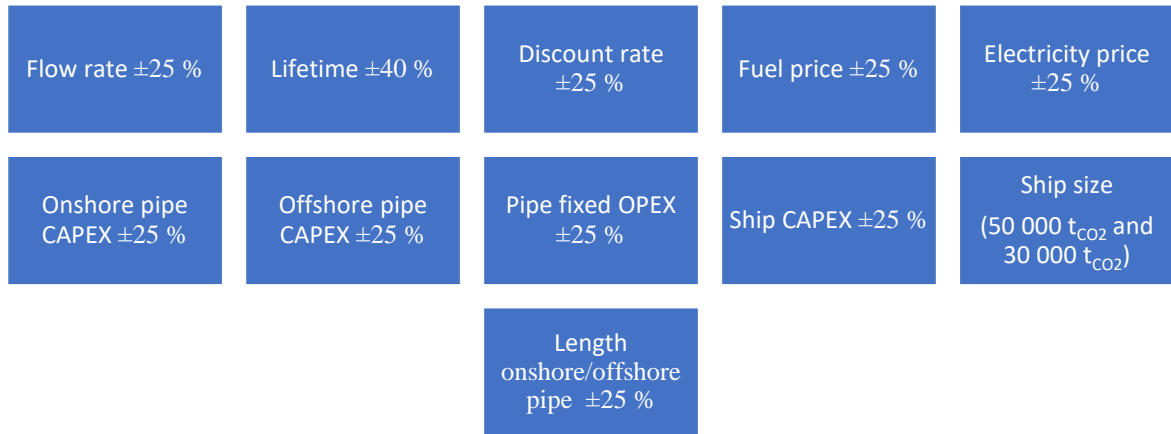 Flow rate ±25 %
Lifetime ±40 %
Discount rate
±25 %
Fuel price ±25 %
Electricity price
±25 %
Onshore pipe
CAPEX ±25 %
Offshore pipe
CAPEX ±25 %
Pipe fixed OPEX
±25 %
Ship CAPEX ±25 %
Ship size
(50 000 tCO2 and
30 000 tCO2)
Length
onshore/offshore
pipe ±25 %